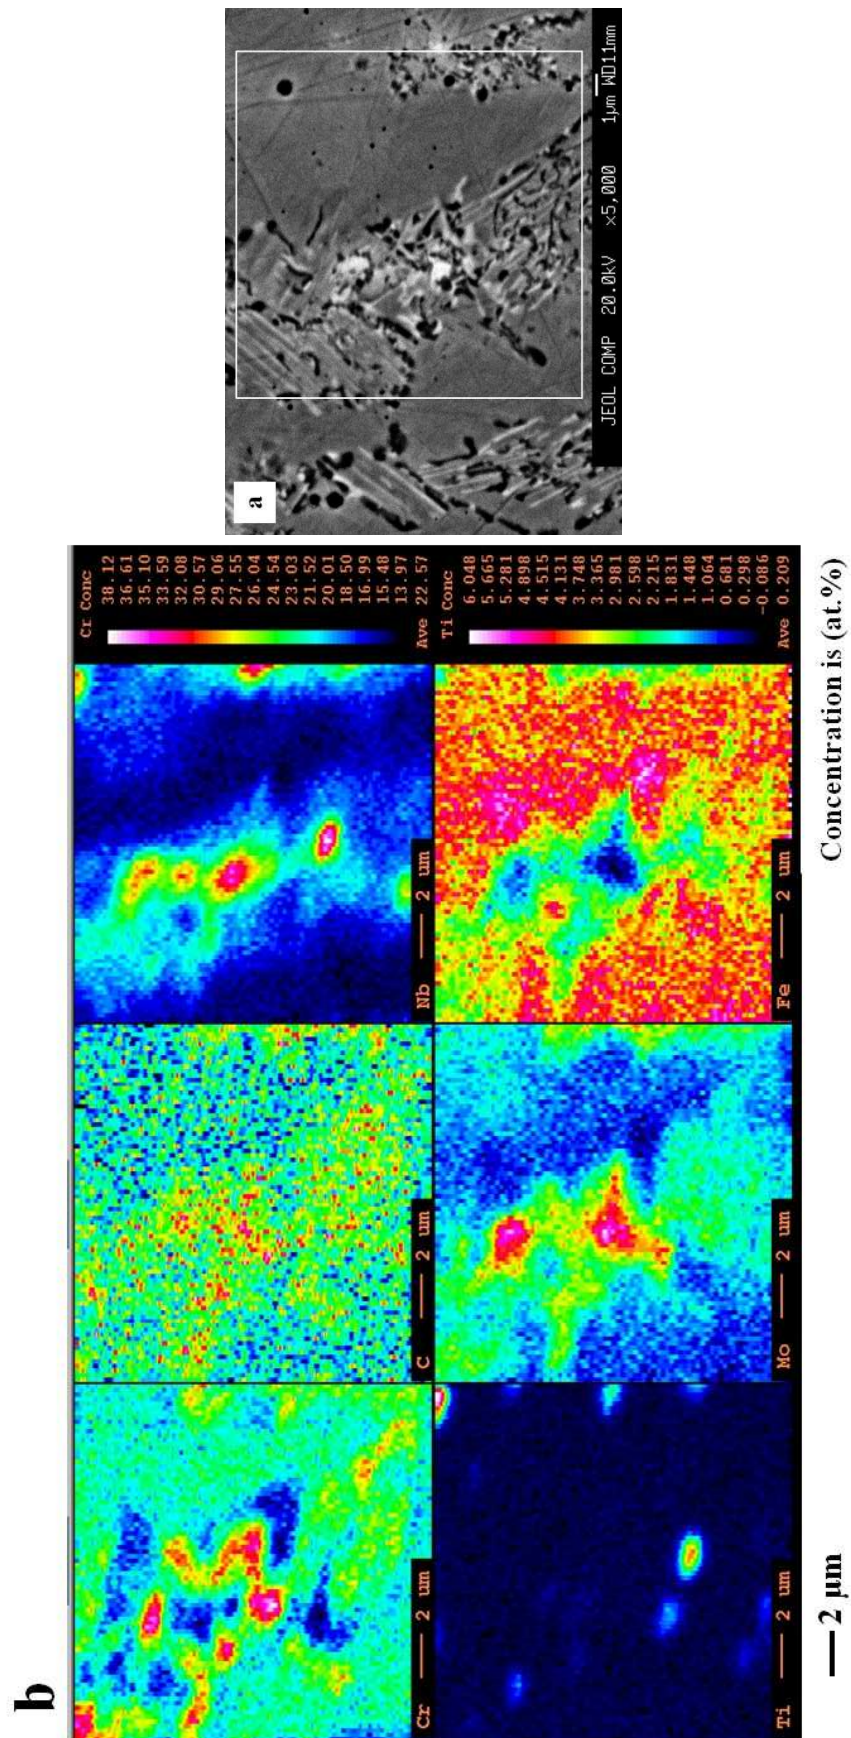 a
JEOL COMP 20.0kV ×5,000 1µm WD11mm
b
Cr 2 um
C 2 um
Nb 2 um
Cr Conc
38.12
36.61
35.10
33.59
32.08
30.57
29.06
27.55
26.04
24.54
23.03
21.52
20.01
18.50
16.99
15.48
13.97
Ave 22.57
Ti 2 um
Mo 2 um
Fe 2 um
Ti Conc
6.048
5.665
5.281
4.898
4.515
4.131
3.748
3.365
2.981
2.598
2.215
1.831
1.448
1.064
0.681
0.298
-0.086
Ave 0.209
2 µm
Concentration is (at.%)